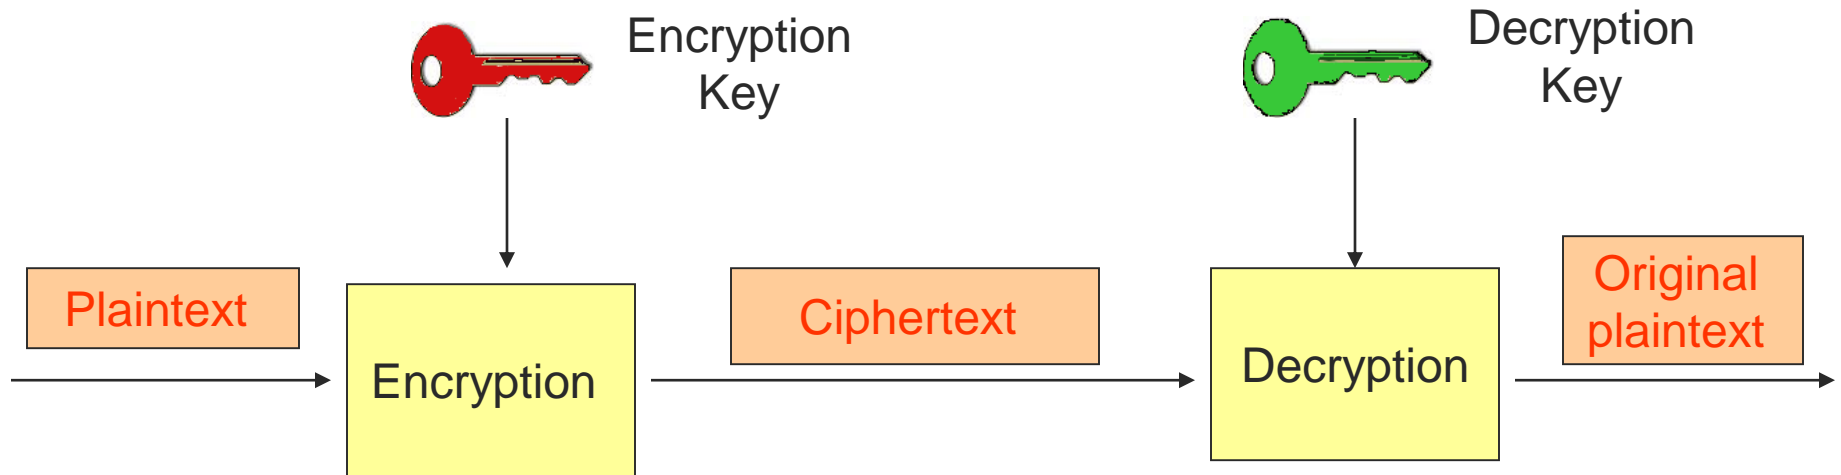 Encryption
Key
Decryption
Key
Plaintext
Encryption
Ciphertext
Decryption
Original
plaintext